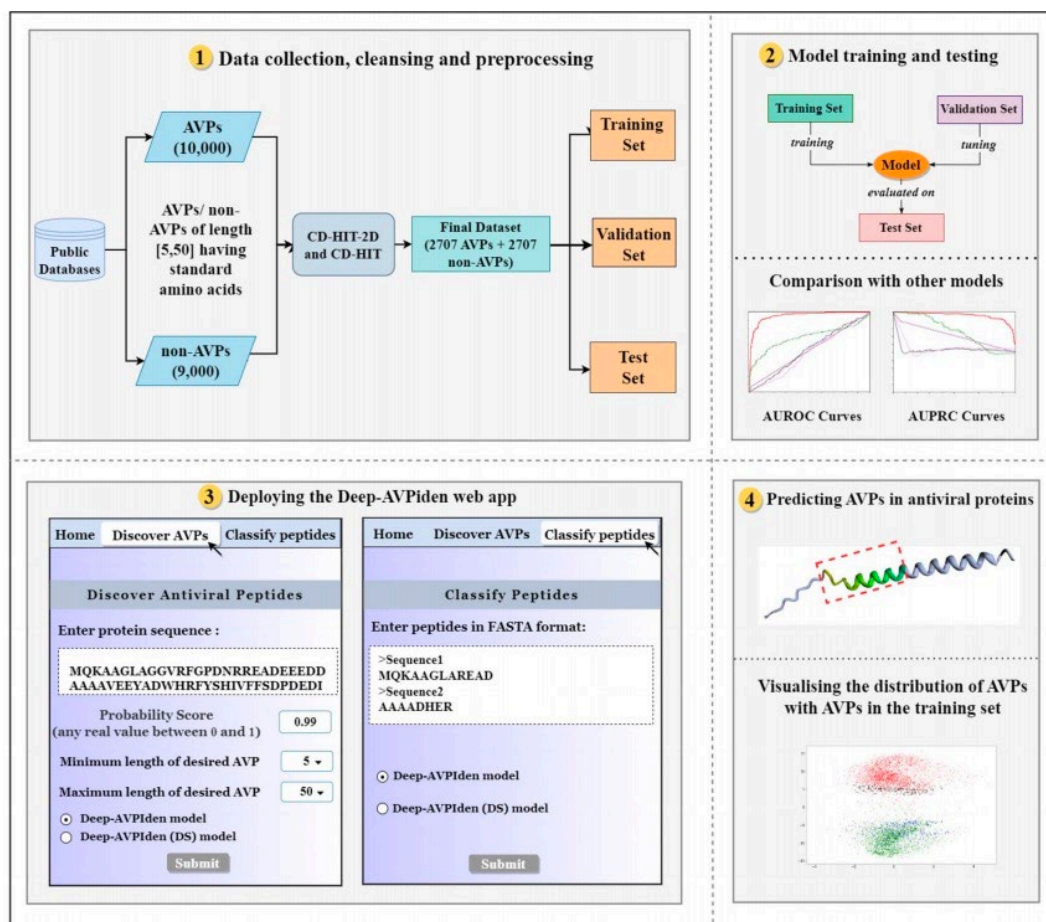 1 Data collection, cleansing and preprocessing
AVPs
(10,000)
AVPs/ non-
AVPs of length
[5,50] having
standard
amino acids
Public
Databases
non-AVPs
(9,000)
CD-HIT-2D
and CD-HIT
Final Dataset
(2707 AVPs + 2707
non-AVPs)
Training
Set
Validation
Set
Test
Set
2 Model training and testing
Training Set
Validation Set
training
tuning
Model
evaluated on
Test Set
Comparison with other models
AUROC Curves
AUPRC Curves
3 Deploying the Deep-AVPiden web app
Home Discover AVPs Classify peptides
Discover Antiviral Peptides
Enter protein sequence :
MQKAAGLAGGVRFGPDNRREADEEEDD
AAAAVEEYADWHRFYSHIVFFSDPDEDI
Probability Score
(any real value between 0 and 1)
0.99
Minimum length of desired AVP 5
Maximum length of desired AVP 50
Deep-AVPIden model
Deep-AVPIden (DS) model
Submit
Home Discover AVPs Classify peptides
Classify Peptides
Enter peptides in FASTA format:
>Sequence1
MQKAAGLAREAD
>Sequence2
AAAADHER
Deep-AVPIden model
Deep-AVPIden (DS) model
Submit
4 Predicting AVPs in antiviral proteins
Visualising the distribution of AVPs
with AVPs in the training set